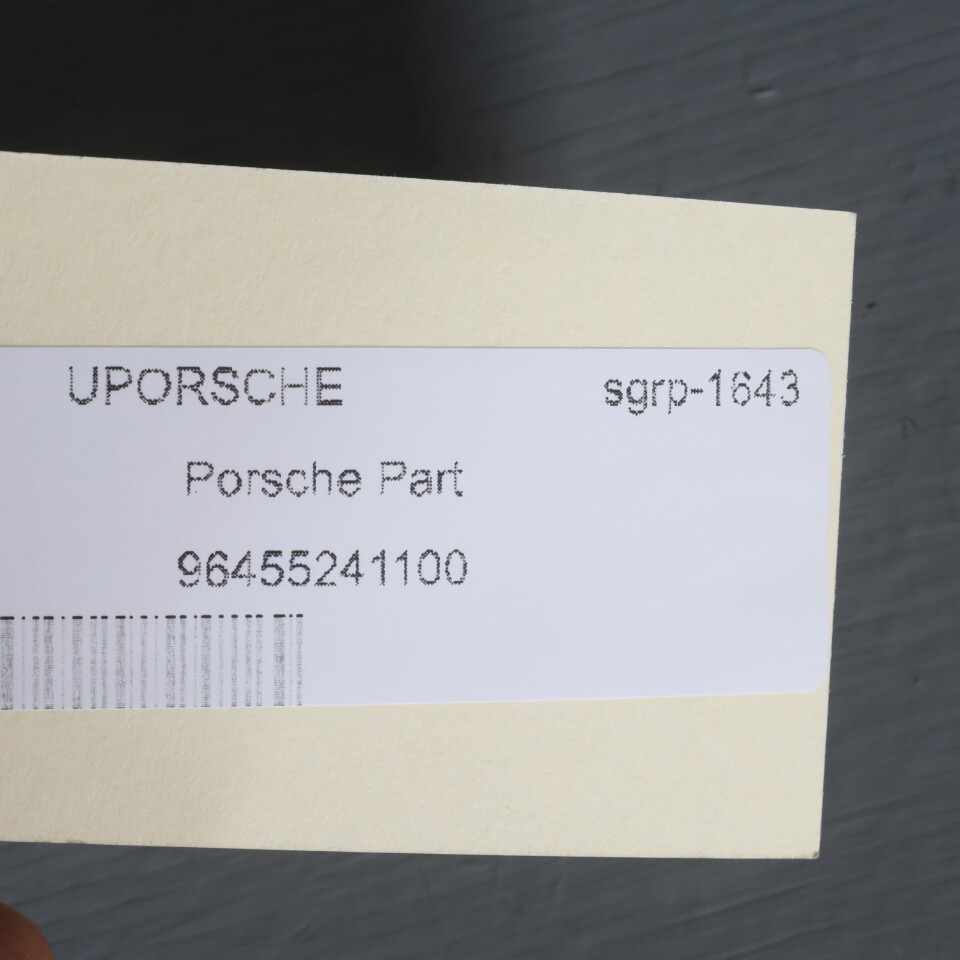 UPORSCHE sgrp-1643
Porsche Part
96455241100